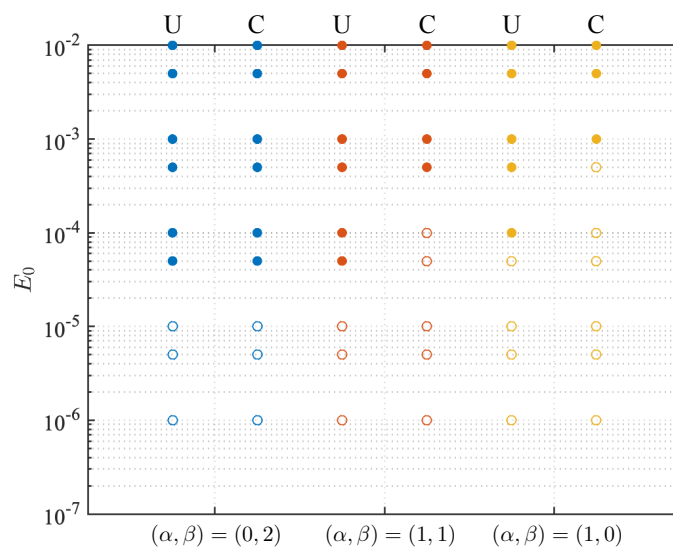 U C U C U C
10^{-2}
10^{-3}
10^{-4}
E_0
10^{-5}
10^{-6}
10^{-7}
(α, β) = (0, 2) (α, β) = (1, 1) (α, β) = (1, 0)